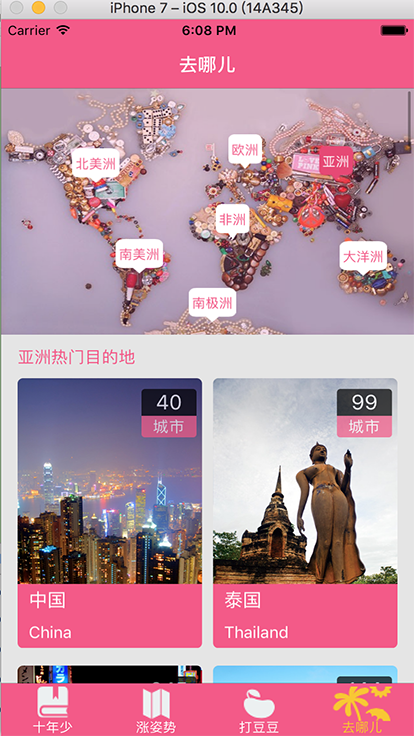 iPhone 7 – iOS 10.0 (14A345)
Carrier 6:08 PM
去哪儿
北美洲
欧洲
亚洲
非洲
南美洲
大洋洲
南极洲
亚洲热门目的地
40
城市
99
城市
中国
China
泰国
Thailand
十年少
涨姿势
打豆豆
去哪儿